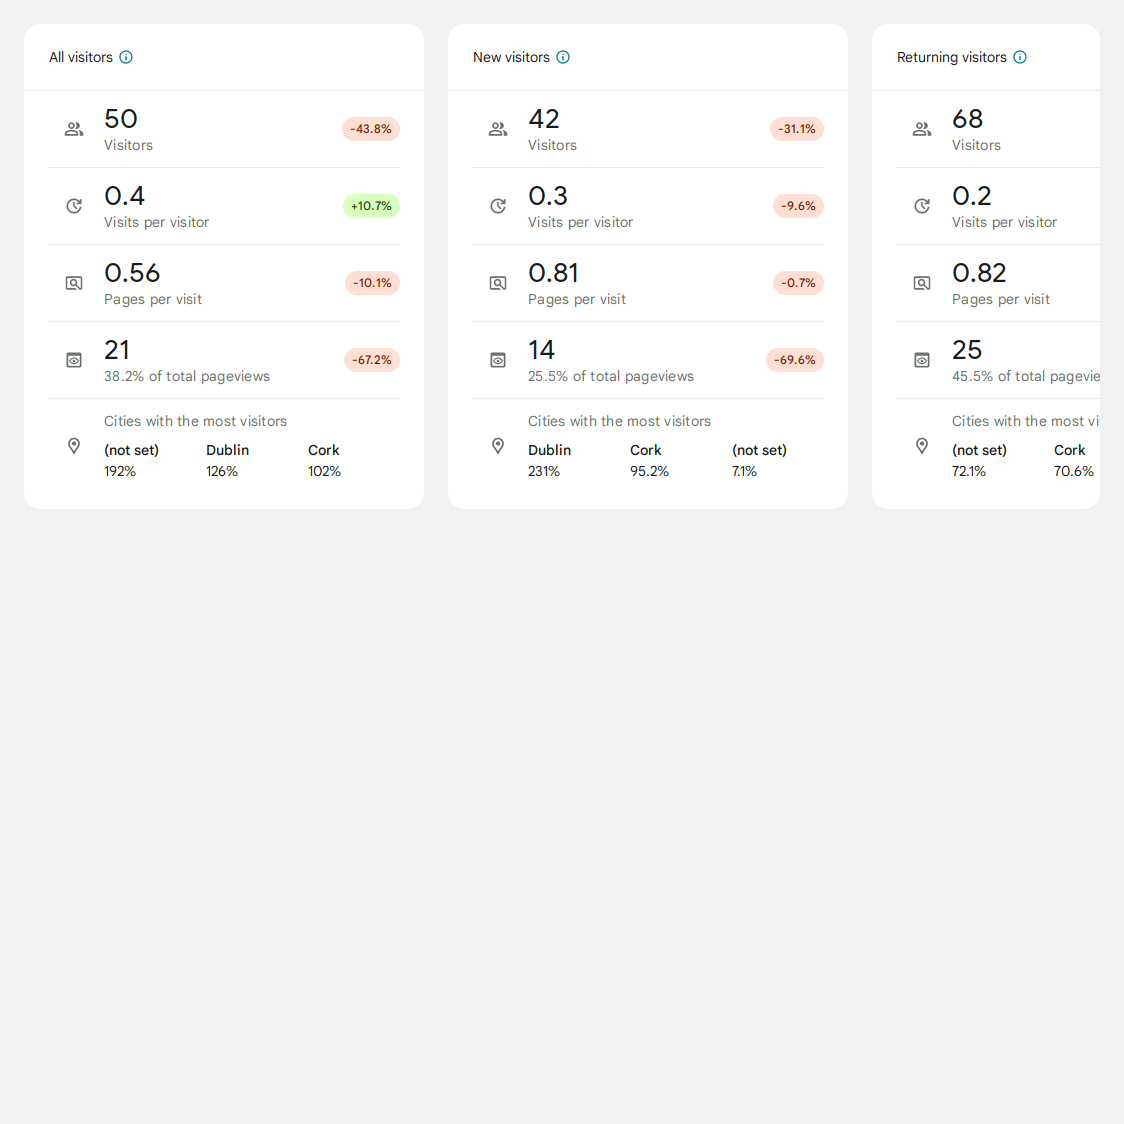 All visitors
50
Visitors
-43.8%
0.4
Visits per visitor
+10.7%
0.56
Pages per visit
-10.1%
21
38.2% of total pageviews
-67.2%
Cities with the most visitors
(not set) Dublin Cork
192% 126% 102%
New visitors
42
Visitors
-31.1%
0.3
Visits per visitor
-9.6%
0.81
Pages per visit
-0.7%
14
25.5% of total pageviews
-69.6%
Cities with the most visitors
Dublin Cork (not set)
231% 95.2% 7.1%
Returning visitors
68
Visitors
0.2
Visits per visitor
0.82
Pages per visit
25
45.5% of total
Cities with the most
(not set) Cork
72.1% 70.6%